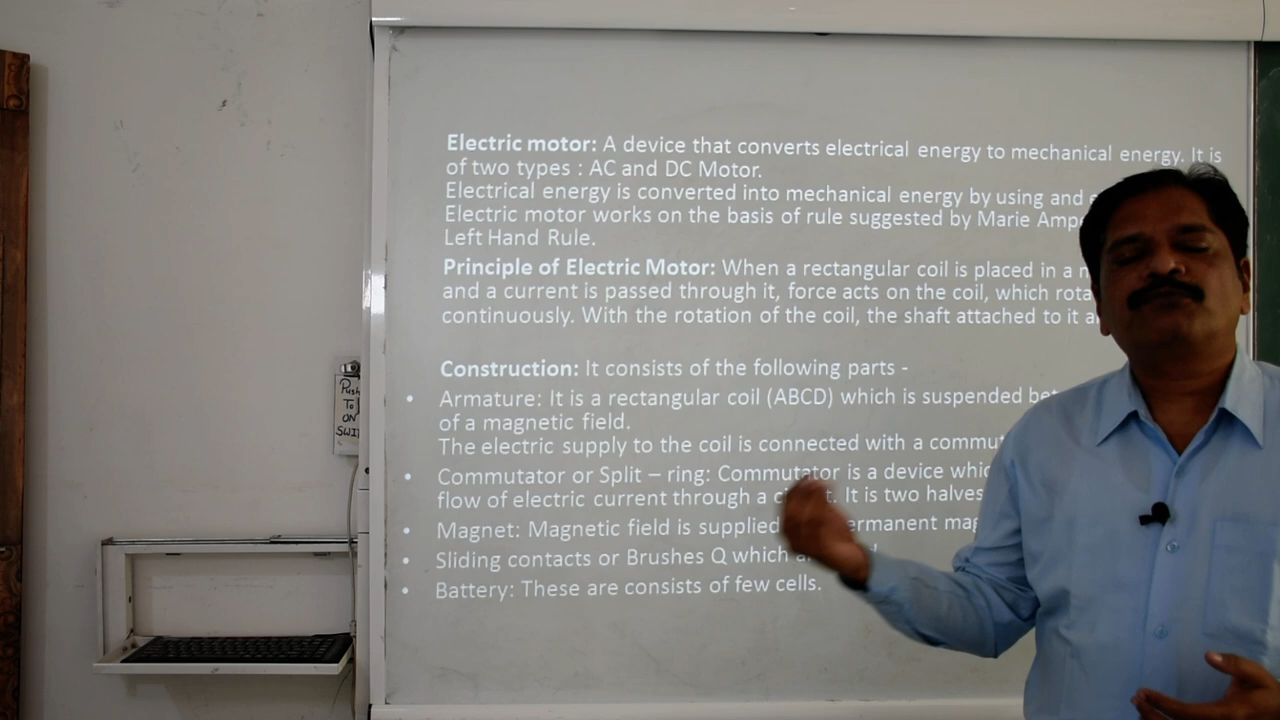 Electric motor: A device that converts electrical energy to mechanical energy. It is
of two types : AC and DC Motor.
Electrical energy is converted into mechanical energy by using and
Electric motor works on the basis of rule suggested by Marie
Left Hand Rule.
Principle of Electric Motor: When a rectangular coil is placed in a
and a current is passed through it, force acts on the coil, which
continuously. With the rotation of the coil, the shaft attached to it
Construction: It consists of the following parts -
• Armature: It is a rectangular coil (ABCD) which is suspended
of a magnetic field.
The electric supply to the coil is connected with a
• Commutator or Split – ring: Commutator is a device
flow of electric current through a It is two halves
• Magnet: Magnetic field is supplied
• Sliding contacts or Brushes Q which
• Battery: These are consists of few cells.
Push
To
ON